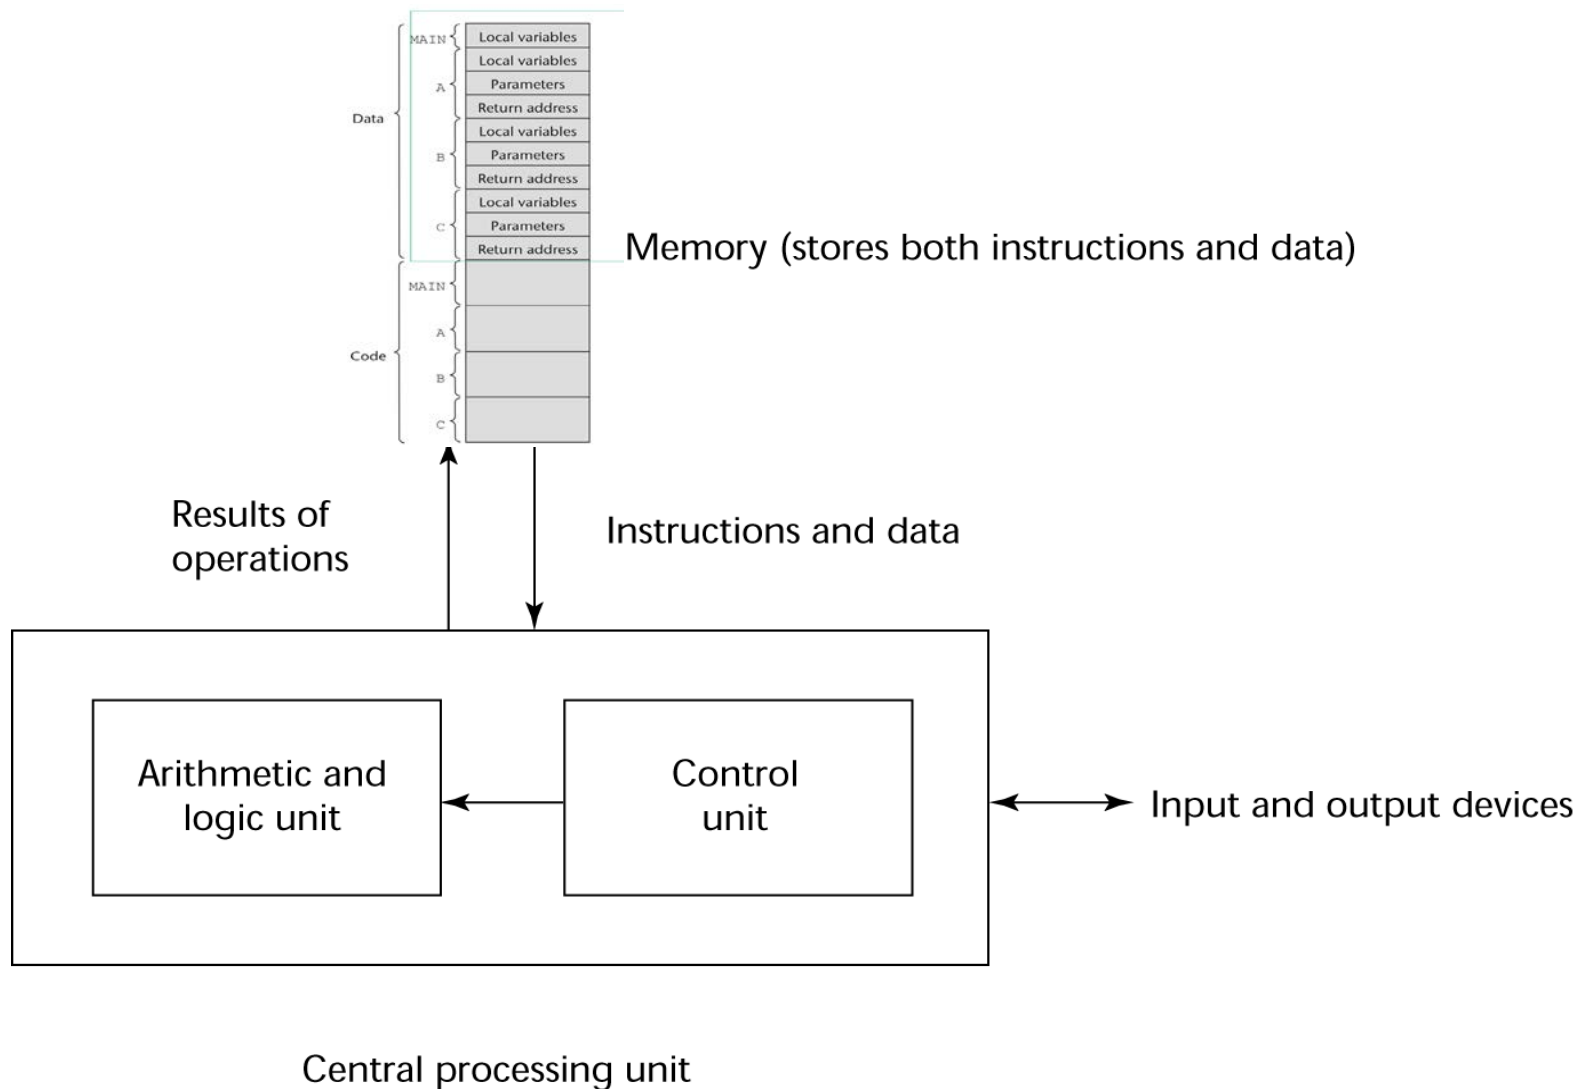 MAIN
Local variables
Local variables
A
Parameters
Return address
Data
Local variables
B
Parameters
Return address
Local variables
C
Parameters
Return address
Memory (stores both instructions and data)
MAIN
A
Code
B
C
Results of
operations
Instructions and data
Arithmetic and
logic unit
Control
unit
Input and output devices
Central processing unit